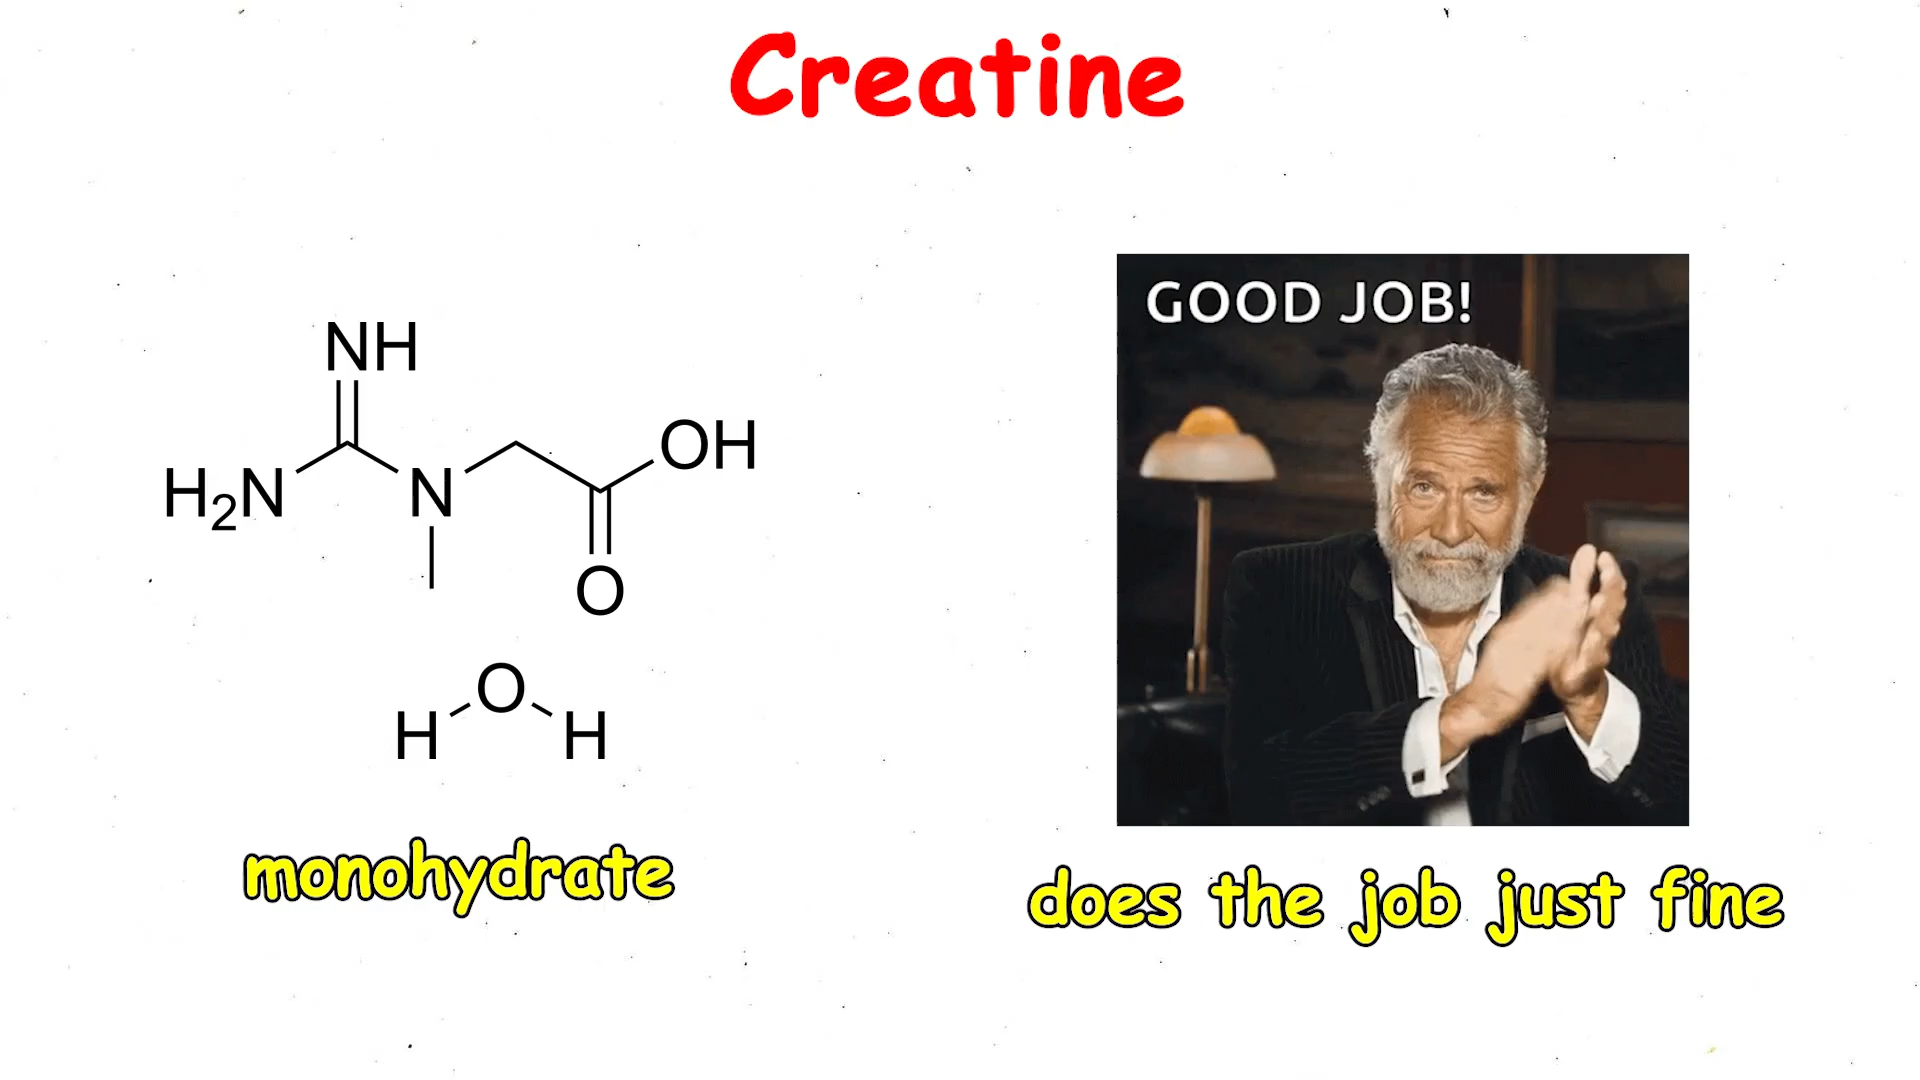 Creatine
GOOD JOB!
NH
H₂N
N
OH
O
O
H
H
monohydrate
does the job just fine